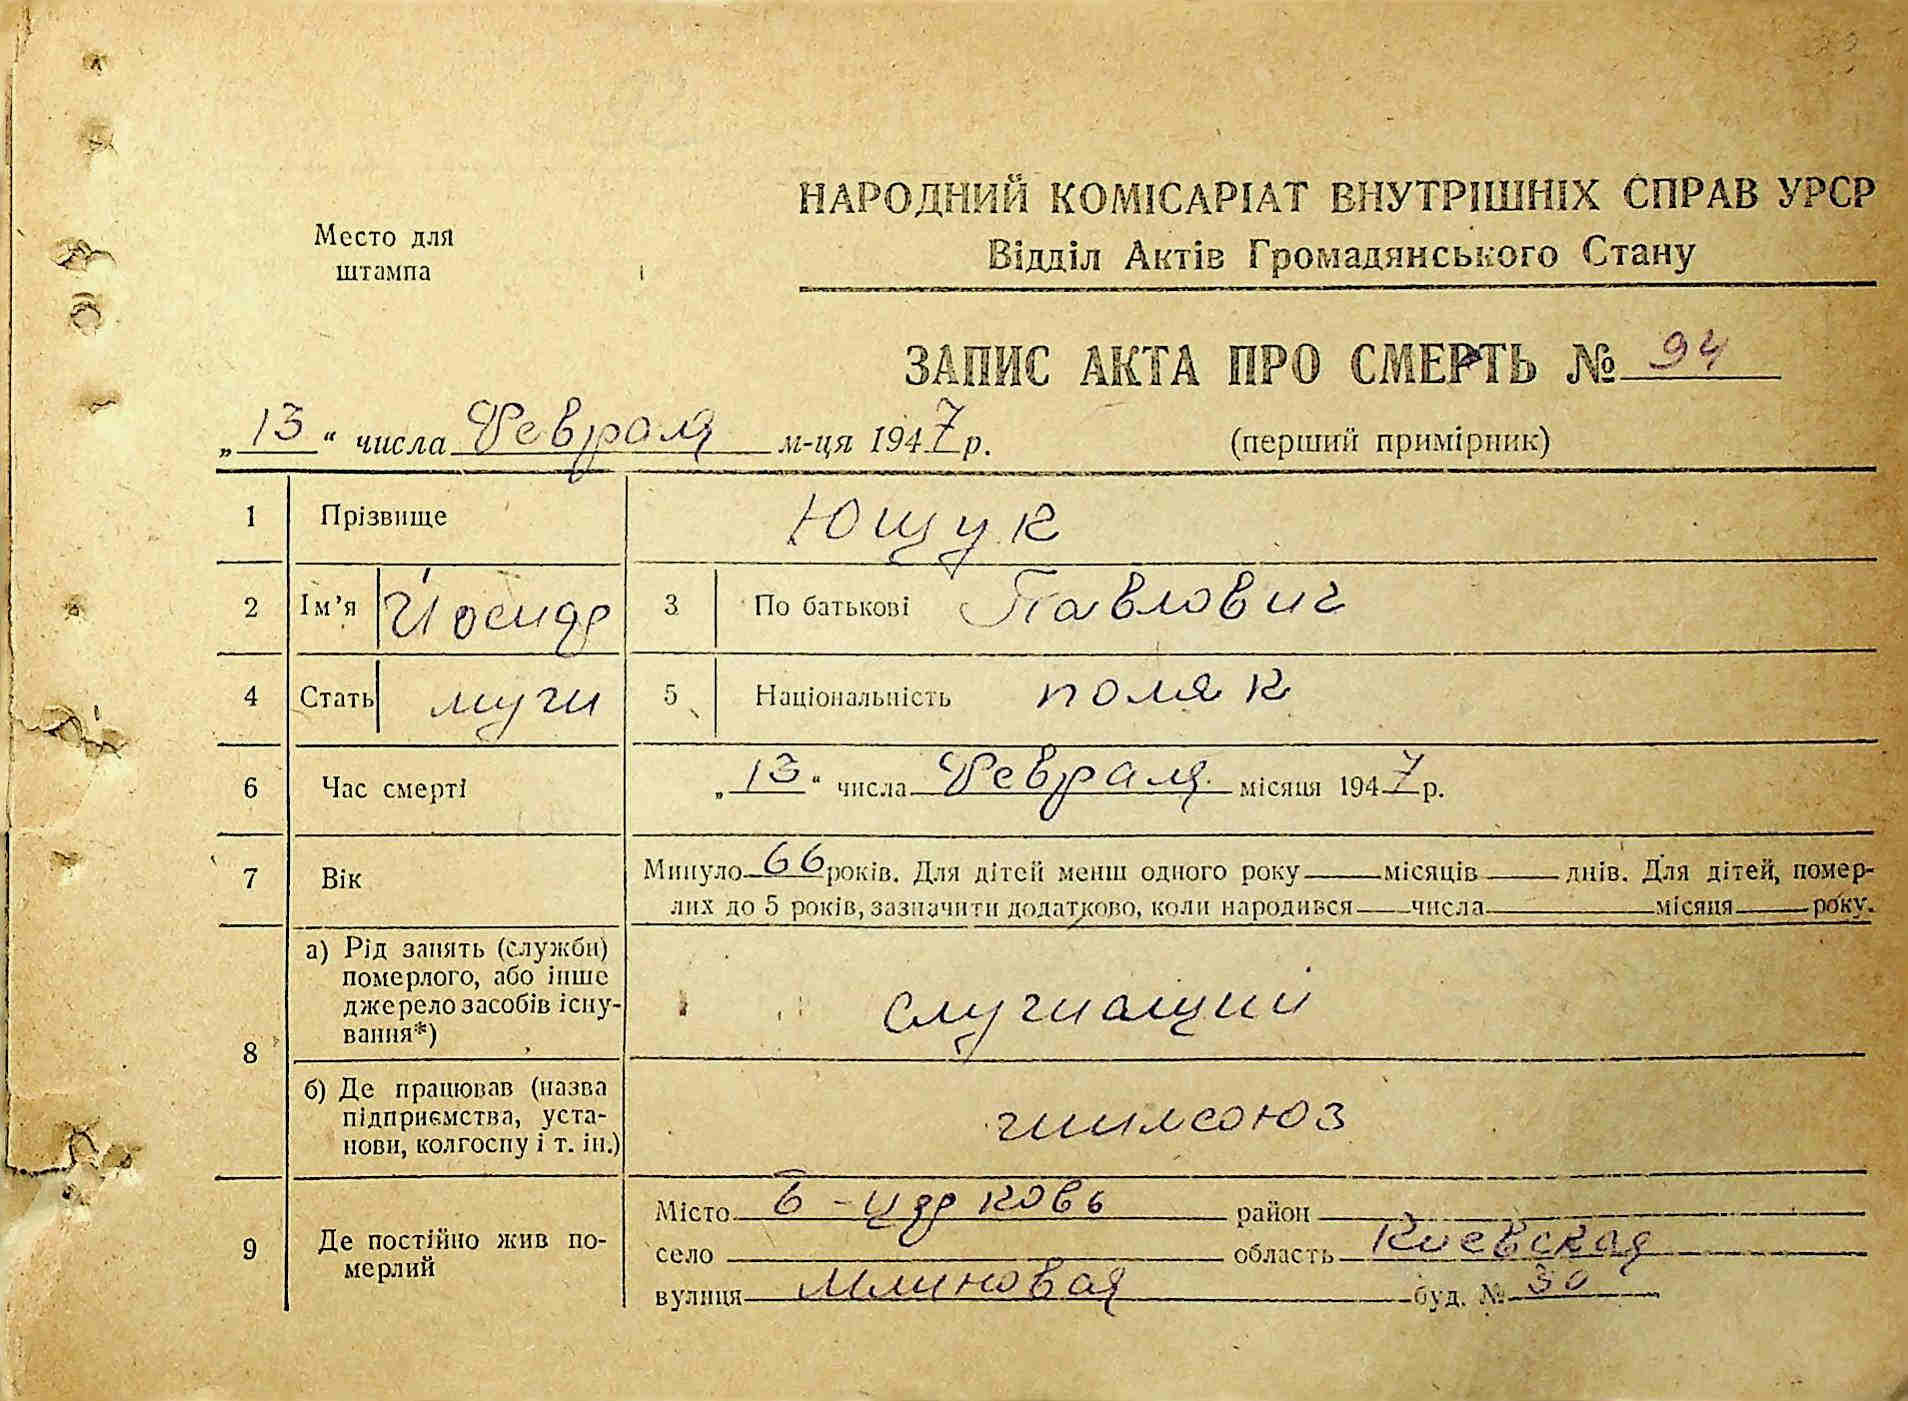 НАРОДНИЙ КОМІСАРІАТ ВНУТРІШНІХ СПРАВ УРСР
Відділ Актів Громадянського Стану
Место для
штампа
ЗАПИС АКТА ПРО СМЕРТЬ № 94
„13“ числа Февраля м-ця 1947 р. (перший примірник)
1 Прізвище Ющук
2 Ім’я Йосиф 3 По батькові Павлович
4 Стать муж 5 Національність поляк
6 Час смерті „13“ числа Февраля місяця 1947 р.
7 Вік Минуло 66 років. Для дітей менш одного року місяців днів. Для дітей, помер-
лих до 5 років, зазначити додатково, коли народився числа місяця року.
8 а) Рід занять (служби)
померлого, або інше
джерело засобів існу-
вання*)
служащий
б) Де працював (назва
підприємства, уста-
нови, колгоспу і т. ін.)
жилсоюз
9 Де постійно жив по-
мерлий
Місто Б-Церковь район
село область Киевская
вулиця Млиновая буд. № 30